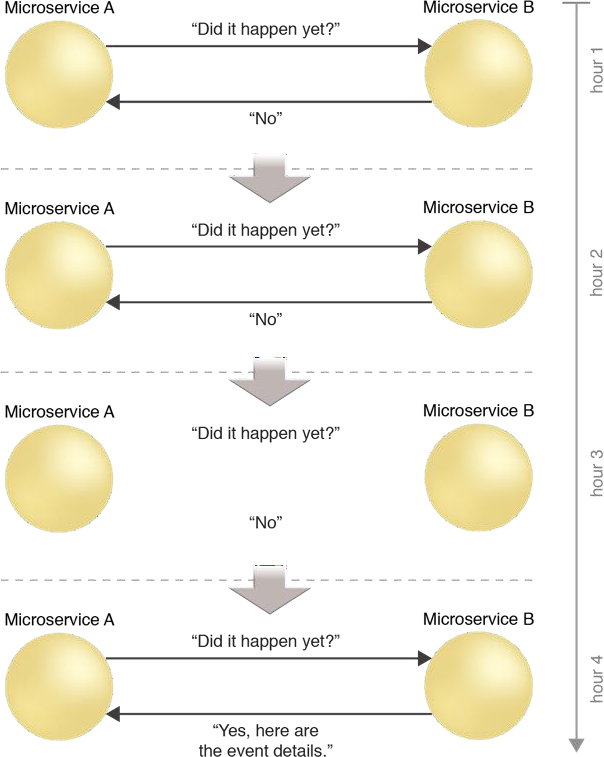 Microservice A
Microservice B
“Did it happen yet?”
“No”
hour 1
Microservice A
Microservice B
“Did it happen yet?”
“No”
hour 2
Microservice A
Microservice B
“Did it happen yet?”
“No”
hour 3
Microservice A
Microservice B
“Did it happen yet?”
“Yes, here are
the event details.”
hour 4